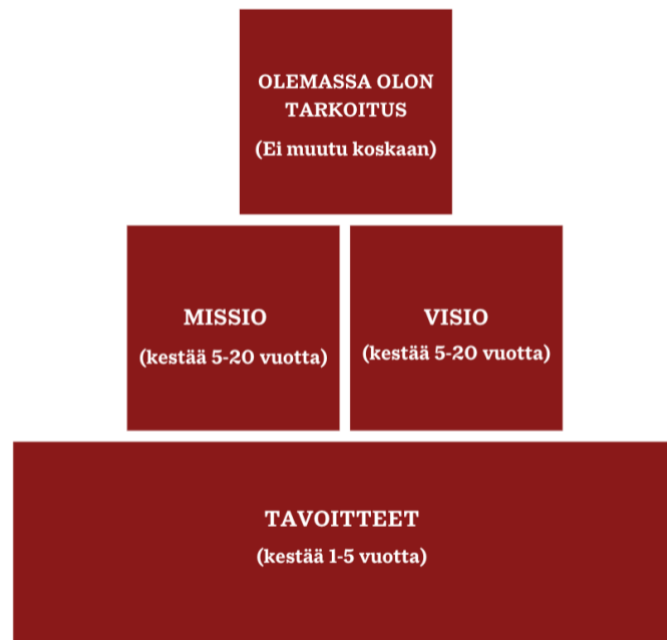 OLEMASSA OLON
TARKOITUS
(Ei muutu koskaan)
MISSIO
(kestää 5-20 vuotta)
VISIO
(kestää 5-20 vuotta)
TAVOITTEET
(kestää 1-5 vuotta)